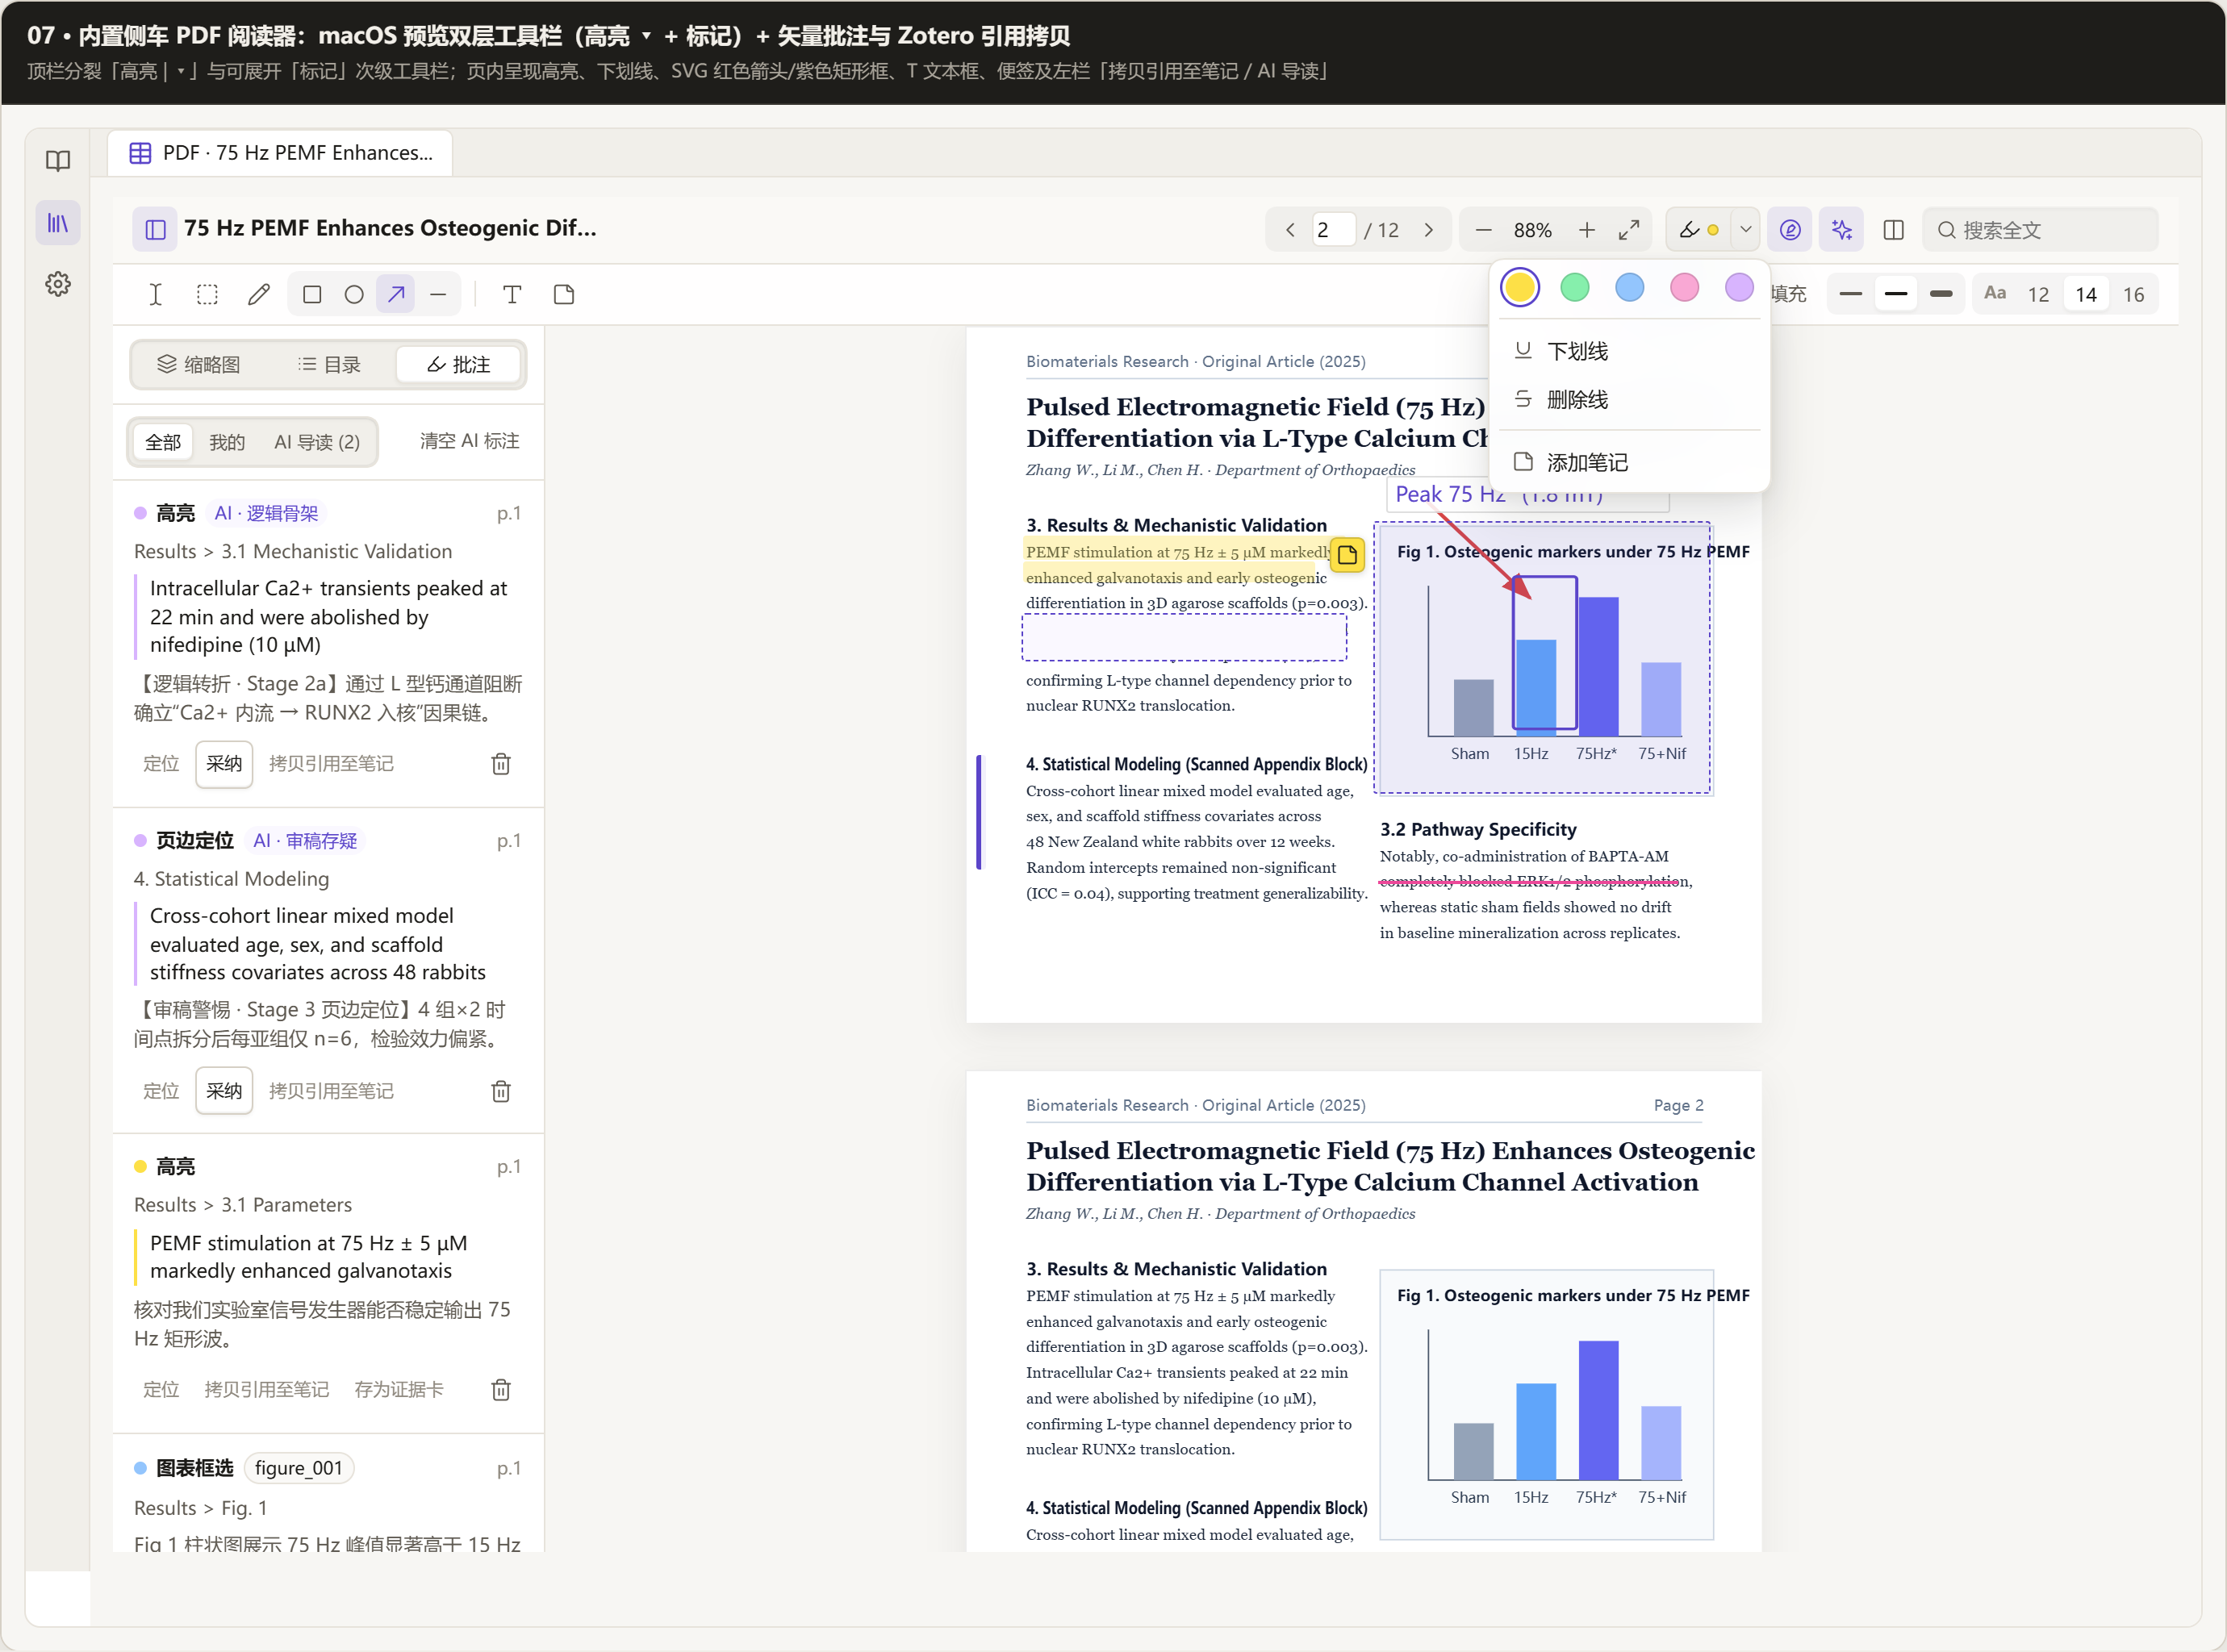 07 • 内置侧车 PDF 阅读器：macOS 预览双层工具栏（高亮 ▾ + 标记）+ 矢量批注与 Zotero 引用拷贝
顶栏分裂「高亮 | ▾」与可展开「标记」次级工具栏；页内呈现高亮、下划线、SVG 红色箭头/紫色矩形框、T 文本框、便签及左栏「拷贝引用至笔记 / AI 导读」
PDF · 75 Hz PEMF Enhances...
75 Hz PEMF Enhances Osteogenic Dif...
2 / 12
88%
搜索全文
填充
Aa 12 14 16
下划线
删除线
添加笔记
缩略图 目录 批注
全部 我的 AI 导读 (2) 清空 AI 标注
高亮 AI · 逻辑骨架 p.1
Results > 3.1 Mechanistic Validation
Intracellular Ca2+ transients peaked at
22 min and were abolished by
nifedipine (10 μM)
【逻辑转折 · Stage 2a】通过 L 型钙通道阻断
确立“Ca2+ 内流 → RUNX2 入核”因果链。
定位 采纳 拷贝引用至笔记
页边定位 AI · 审稿存疑 p.1
4. Statistical Modeling
Cross-cohort linear mixed model
evaluated age, sex, and scaffold
stiffness covariates across 48 rabbits
【审稿警惕 · Stage 3 页边定位】4 组×2 时
间点拆分后每亚组仅 n=6，检验效力偏紧。
定位 采纳 拷贝引用至笔记
高亮 p.1
Results > 3.1 Parameters
PEMF stimulation at 75 Hz ± 5 μM
markedly enhanced galvanotaxis
核对我们实验室信号发生器能否稳定输出 75
Hz 矩形波。
定位 拷贝引用至笔记 存为证据卡
图表框选 figure_001 p.1
Results > Fig. 1
Fig 1 柱状图展示 75 Hz 峰值显著高于 15 Hz
Biomaterials Research · Original Article (2025)
Pulsed Electromagnetic Field (75 Hz)
Differentiation via L-Type Calcium Ch
Zhang W., Li M., Chen H. · Department of Orthopaedics
Peak 75 Hz (1.8 mT)
3. Results & Mechanistic Validation
PEMF stimulation at 75 Hz ± 5 μM markedly
enhanced galvanotaxis and early osteogenic
differentiation in 3D agarose scaffolds (p=0.003).
confirming L-type channel dependency prior to
nuclear RUNX2 translocation.
4. Statistical Modeling (Scanned Appendix Block)
Cross-cohort linear mixed model evaluated age,
sex, and scaffold stiffness covariates across
48 New Zealand white rabbits over 12 weeks.
Random intercepts remained non-significant
(ICC = 0.04), supporting treatment generalizability.
Fig 1. Osteogenic markers under 75 Hz PEMF
Sham 15Hz 75Hz* 75+Nif
3.2 Pathway Specificity
Notably, co-administration of BAPTA-AM
completely blocked ERK1/2 phosphorylation,
whereas static sham fields showed no drift
in baseline mineralization across replicates.
Biomaterials Research · Original Article (2025) Page 2
Pulsed Electromagnetic Field (75 Hz) Enhances Osteogenic
Differentiation via L-Type Calcium Channel Activation
Zhang W., Li M., Chen H. · Department of Orthopaedics
3. Results & Mechanistic Validation
PEMF stimulation at 75 Hz ± 5 μM markedly
enhanced galvanotaxis and early osteogenic
differentiation in 3D agarose scaffolds (p=0.003).
Intracellular Ca2+ transients peaked at 22 min
and were abolished by nifedipine (10 μM),
confirming L-type channel dependency prior to
nuclear RUNX2 translocation.
4. Statistical Modeling (Scanned Appendix Block)
Cross-cohort linear mixed model evaluated age,
Fig 1. Osteogenic markers under 75 Hz PEMF
Sham 15Hz 75Hz* 75+Nif